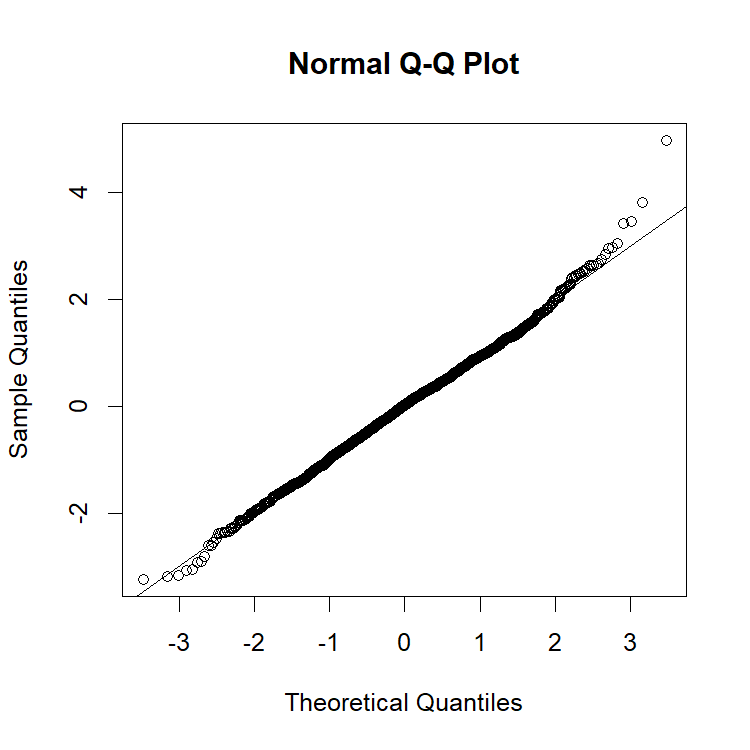 Normal Q-Q Plot
Sample Quantiles
4
2
0
-2
-3 -2 -1 0 1 2 3
Theoretical Quantiles